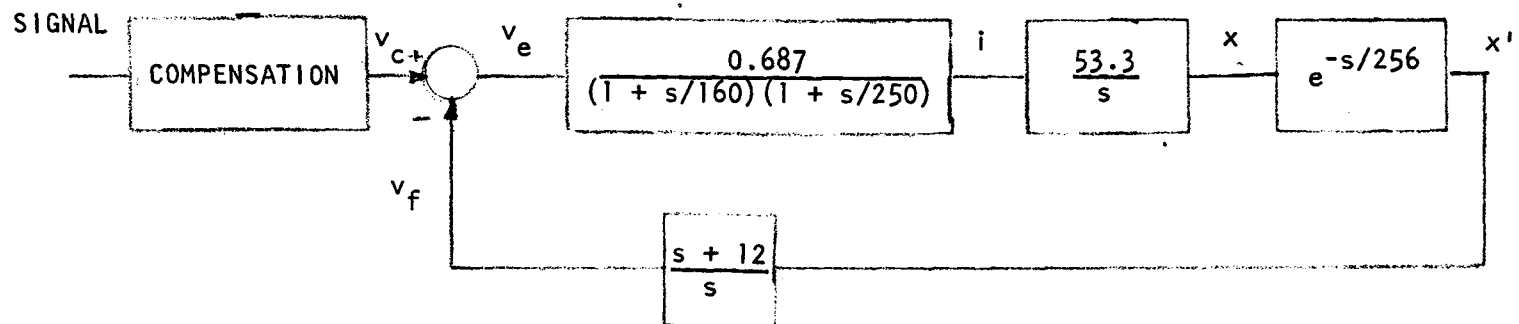 SIGNAL
COMPENSATION
v_c +
-
v_e
0.687
(1 + s/160)(1 + s/250)
i
53.3
s
x
e^-s/256
x'
v_f
s + 12
s